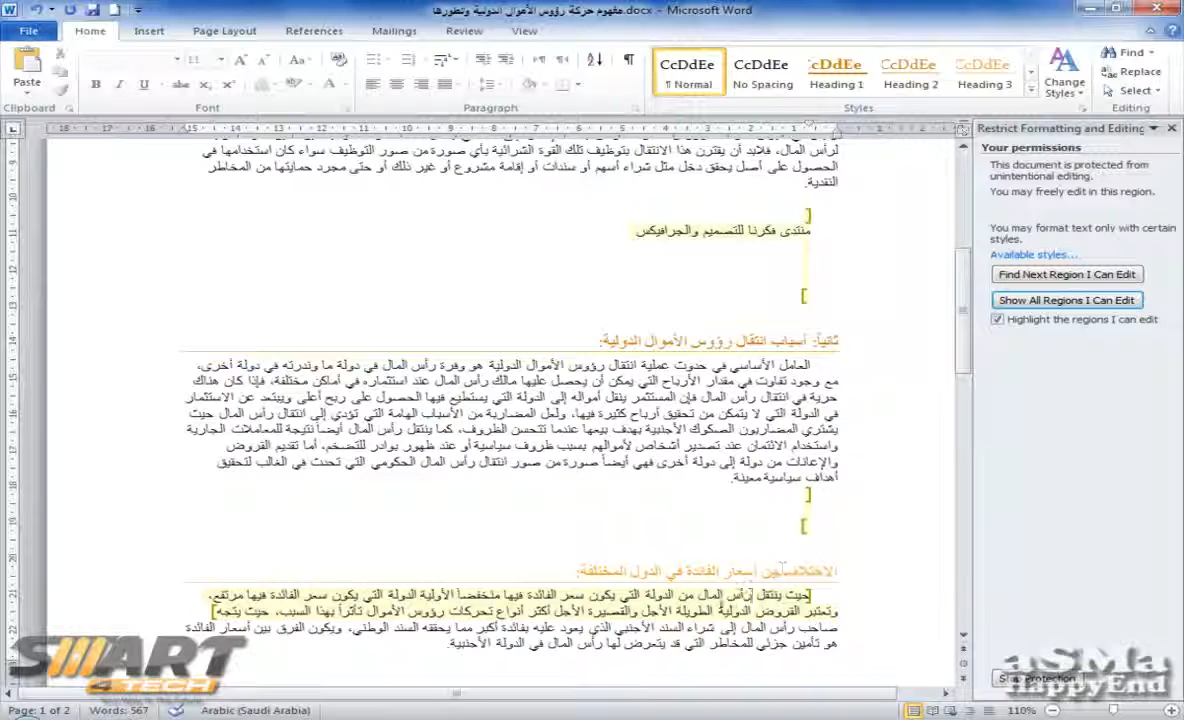 مفهوم حركة رؤوس الأموال الدولية وتطورها.docx - Microsoft Word
File Home Insert Page Layout References Mailings Review View
Paste
11
Clipboard Font Paragraph Styles Editing
CcDdEe CcDdEe CcDdEe CcDdEe CcDdEe
¶ Normal No Spacing Heading 1 Heading 2 Heading 3
Change Styles
Find
Replace
Select
Restrict Formatting and Editing
Your permissions
This document is protected from
unintentional editing.
You may freely edit in this region.
You may format text only with certain
styles.
Available styles...
Find Next Region I Can Edit
Show All Regions I Can Edit
Highlight the regions I can edit
Stop Protection
لرأس المال، فلابد أن يقترن هذا الانتقال بتوظيف تلك القوة الشرائية بأي صورة من صور التوظيف سواء كان استخدامها في
الحصول على أصل يحقق دخل مثل شراء أسهم أو سندات أو إقامة مشروع أو غير ذلك أو حتى مجرد حمايتها من المخاطر
النقدية.
منتدى فكرنا للتصميم والجرافيكس
ثانياً: أسباب انتقال رؤوس الأموال الدولية:
العامل الأساسي في حدوث عملية انتقال رؤوس الأموال الدولية هو وفرة رأس المال في دولة ما وندرته في دولة أخرى،
مع وجود تفاوت في مقدار الأرباح التي يمكن أن يحصل عليها مالك رأس المال عند استثماره في أماكن مختلفة، فإذا كان هناك
حرية في انتقال رأس المال فإن المستثمر ينقل أمواله إلى الدولة التي يستطيع فيها الحصول على ربح أعلى ويبتعد عن الاستثمار
في الدولة التي لا يتمكن من تحقيق أرباح كثيرة فيها، ولعل المضاربة من الأسباب الهامة التي تؤدي إلى انتقال رأس المال حيث
يشتري المضاربون الصكوك الأجنبية بهدف بيعها عندما تتحسن الظروف، كما ينتقل رأس المال أيضاً نتيجة للمعاملات الجارية
واستخدام الائتمان عند تصدير أشخاص لأموالهم بسبب ظروف سياسية أو عند ظهور بوادر للتضخم، أما تقديم القروض
والإعانات من دولة إلى دولة أخرى فهي أيضاً صورة من صور انتقال رأس المال الحكومي التي تحدث في الغالب لتحقيق
أهداف سياسية معينة.
الاختلاف بين أسعار الفائدة في الدول المختلفة:
حيث ينتقل رأس المال من الدولة التي يكون سعر الفائدة فيها منخفضاً الأولية الدولة التي يكون سعر الفائدة فيها مرتفع،
وتعتبر القروض الدولية الطويلة الأجل والقصيرة الأجل أكثر أنواع تحركات رؤوس الأموال تأثراً بهذا السبب، حيث يتجه
صاحب رأس المال إلى شراء السند الأجنبي الذي يعود عليه بفائدة أكبر مما يحققه السند الوطني، ويكون الفرق بين أسعار الفائدة
هو تأمين جزئي للمخاطر التي قد يتعرض لها رأس المال في الدولة الأجنبية.
SMART
4TECH
aSMa
HappyEnd
Page: 1 of 2 Words: 567 Arabic (Saudi Arabia) 110%